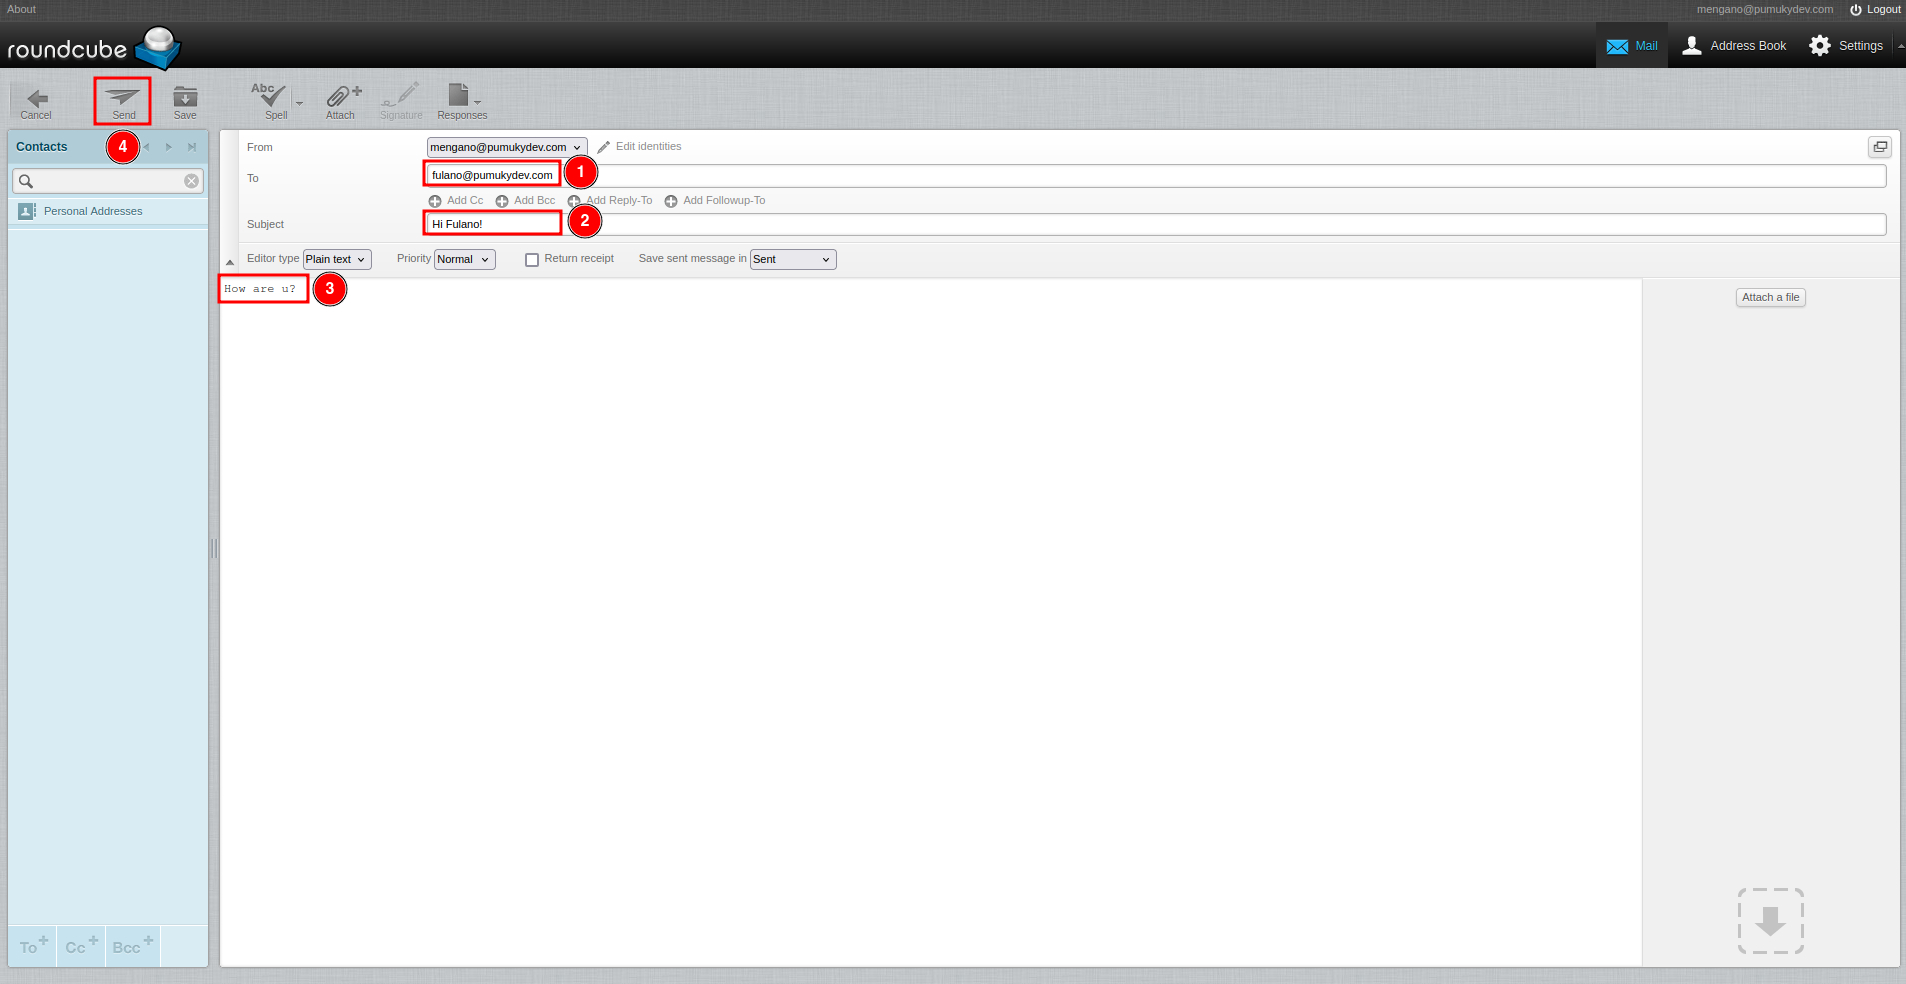 About
mengano@pumukydev.com Logout
roundcube
Mail Address Book Settings
Cancel Send Save Abc Spell Attach Signature Responses
Contacts 4
Personal Addresses
From mengano@pumukydev.com Edit identities
To fulano@pumukydev.com 1
Add Cc Add Bcc Add Reply-To Add Followup-To
Subject Hi Fulano! 2
Editor type Plain text Priority Normal Return receipt Save sent message in Sent
How are u? 3
Attach a file
To Cc Bcc